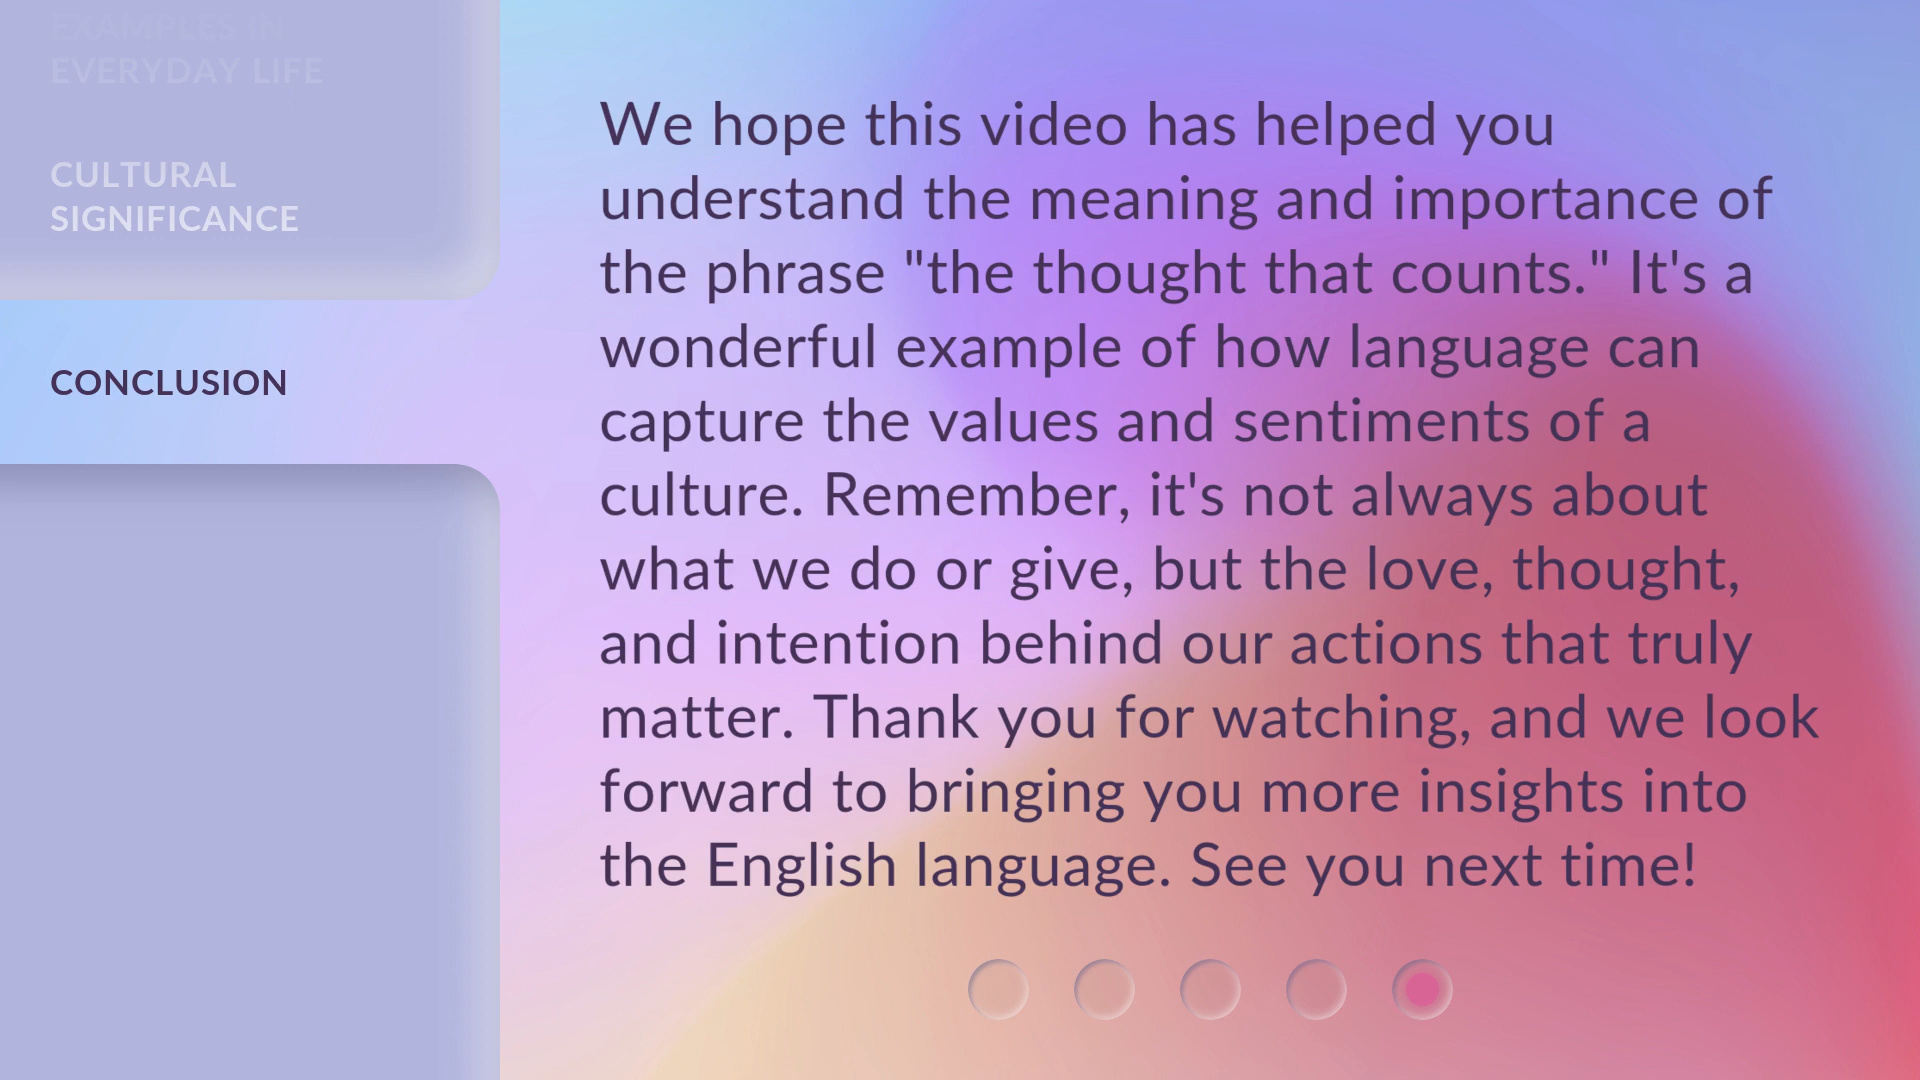 EXAMPLES IN
EVERYDAY LIFE
CULTURAL
SIGNIFICANCE
CONCLUSION
We hope this video has helped you
understand the meaning and importance of
the phrase "the thought that counts." It's a
wonderful example of how language can
capture the values and sentiments of a
culture. Remember, it's not always about
what we do or give, but the love, thought,
and intention behind our actions that truly
matter. Thank you for watching, and we look
forward to bringing you more insights into
the English language. See you next time!